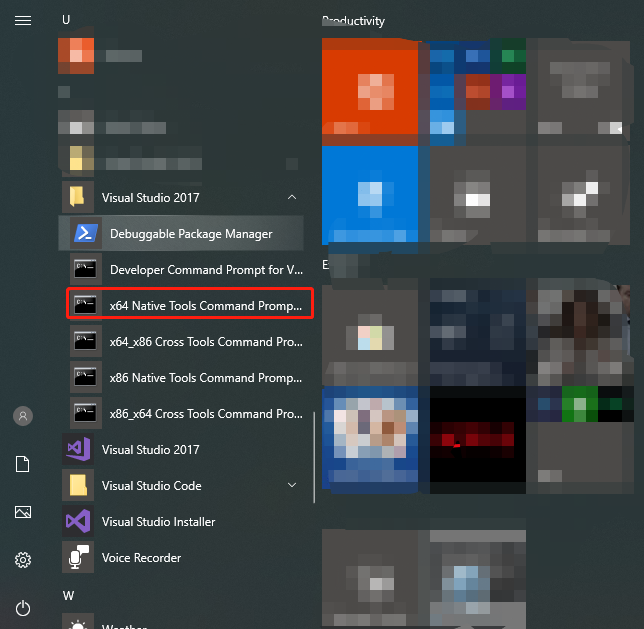 U
Productivity
Visual Studio 2017
Debuggable Package Manager
Developer Command Prompt for V...
x64 Native Tools Command Promp...
x64_x86 Cross Tools Command Pro...
x86 Native Tools Command Promp...
x86_x64 Cross Tools Command Pro...
Visual Studio 2017
Visual Studio Code
Visual Studio Installer
Voice Recorder
W
Weather